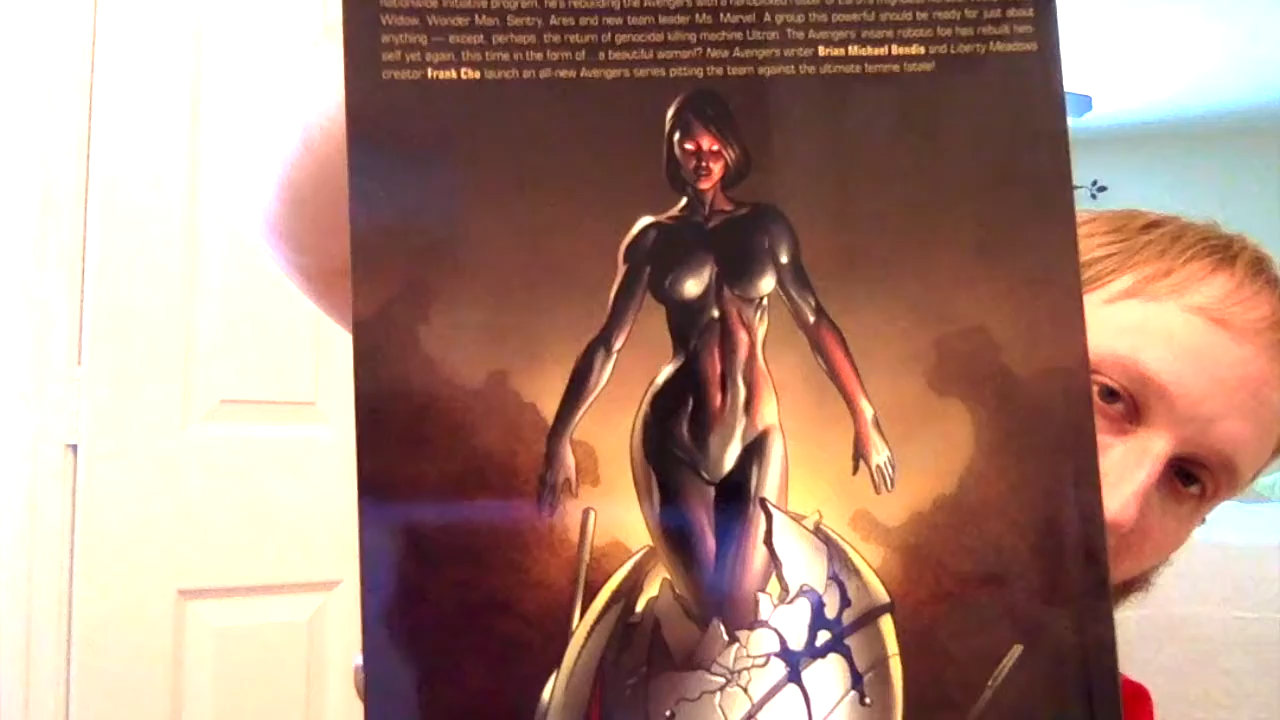 nationwide Initiative program, he's rebuilding the Avengers with a handpicked roster of Earth's
Widow, Wonder Man, Sentry, Ares and new team leader Ms. Marvel. A group this powerful should be ready for just about
anything — except, perhaps, the return of genocidal killing machine Ultron. The Avengers' insane robotic foe has rebuilt him-
self yet again, this time in the form of... a beautiful woman!? New Avengers writer Brian Michael Bendis and Liberty Meadows
creator Frank Cho launch an all-new Avengers series pitting the team against the ultimate femme fatale!